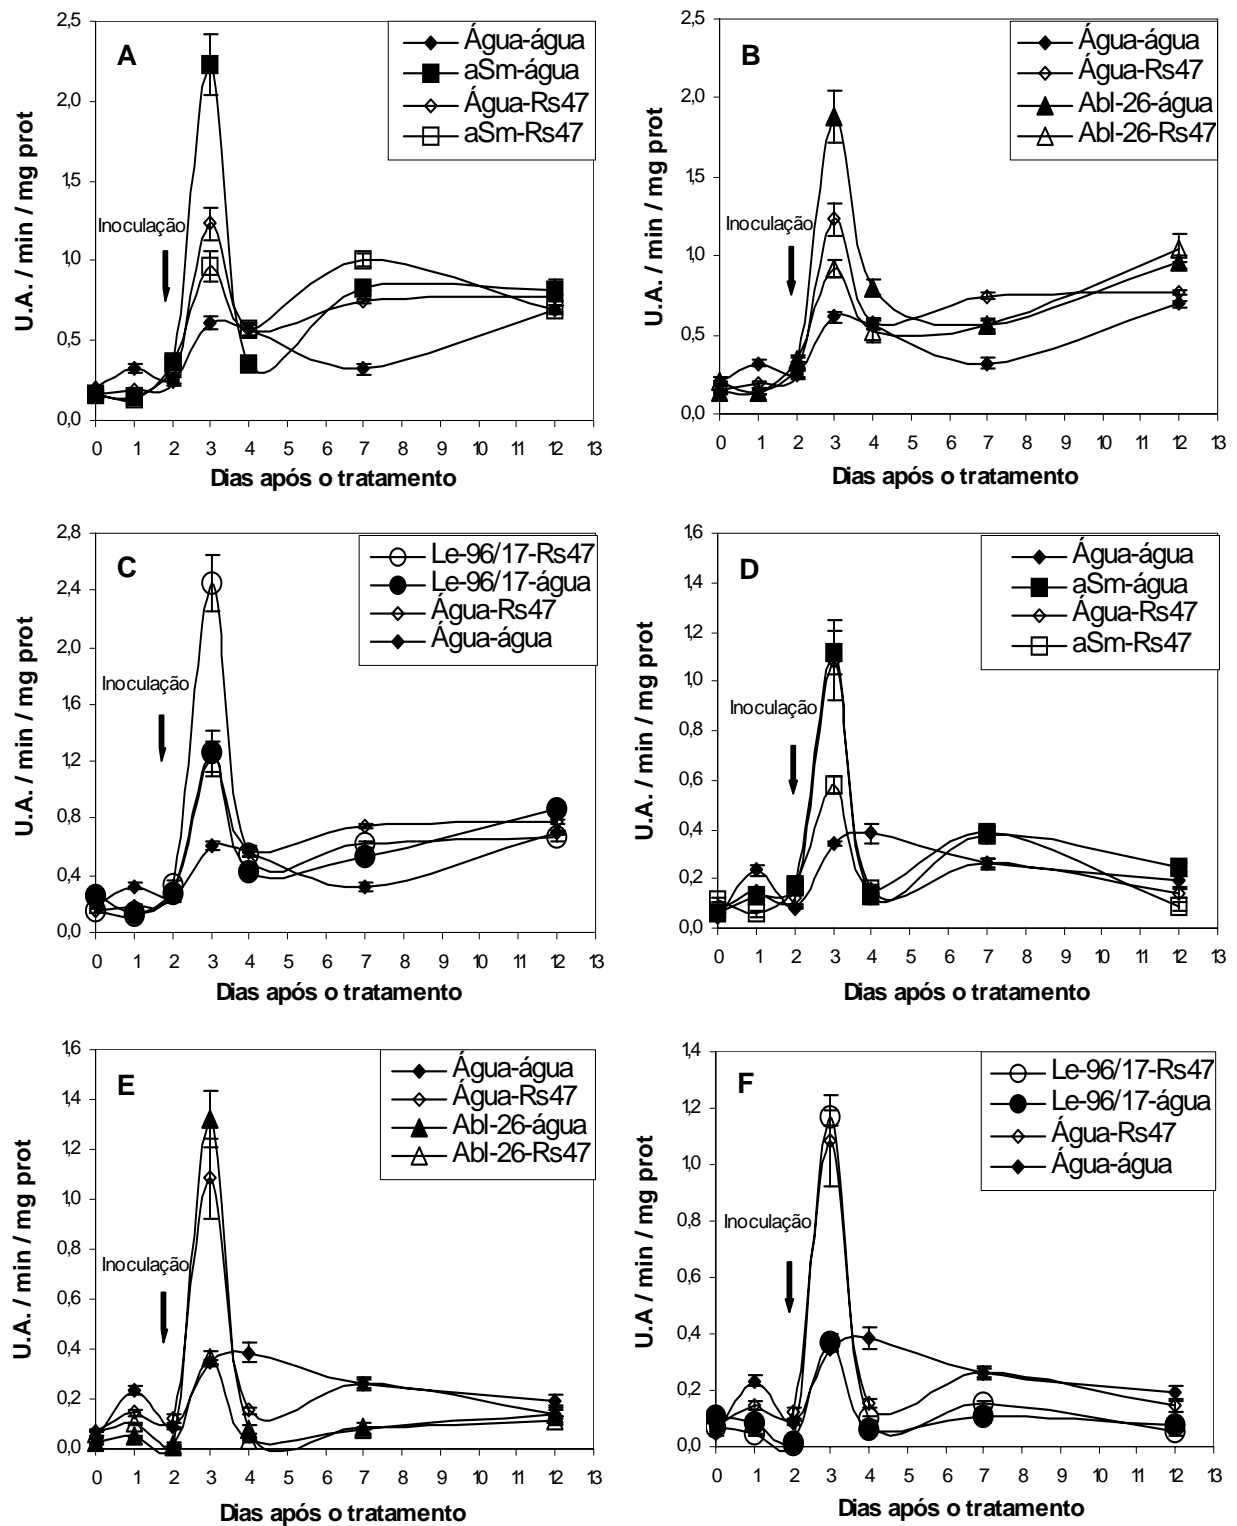 A
Água-água
aSm-água
Água-Rs47
aSm-Rs47
2,5
2,0
1,5
1,0
0,5
0,0
U.A. / min / mg prot
Inoculação
0 1 2 3 4 5 6 7 8 9 10 11 12 13
Dias após o tratamento
B
Água-água
Água-Rs47
Abl-26-água
Abl-26-Rs47
2,5
2,0
1,5
1,0
0,5
0,0
U.A. / min / mg prot
Inoculação
0 1 2 3 4 5 6 7 8 9 10 11 12 13
Dias após o tratamento
C
Le-96/17-Rs47
Le-96/17-água
Água-Rs47
Água-água
2,8
2,4
2,0
1,6
1,2
0,8
0,4
0,0
U.A. / min / mg prot
Inoculação
0 1 2 3 4 5 6 7 8 9 10 11 12 13
Dias após o tratamento
D
Água-água
aSm-água
Água-Rs47
aSm-Rs47
1,6
1,4
1,2
1,0
0,8
0,6
0,4
0,2
0,0
U.A. / min / mg prot
Inoculação
0 1 2 3 4 5 6 7 8 9 10 11 12 13
Dias após o tratamento
E
Água-água
Água-Rs47
Abl-26-água
Abl-26-Rs47
1,6
1,4
1,2
1,0
0,8
0,6
0,4
0,2
0,0
U.A. / min / mg prot
Inoculação
0 1 2 3 4 5 6 7 8 9 10 11 12 13
Dias após o tratamento
F
Le-96/17-Rs47
Le-96/17-água
Água-Rs47
Água-água
1,4
1,2
1,0
0,8
0,6
0,4
0,2
0,0
U.A / min / mg prot
Inoculação
0 1 2 3 4 5 6 7 8 9 10 11 12 13
Dias após o tratamento